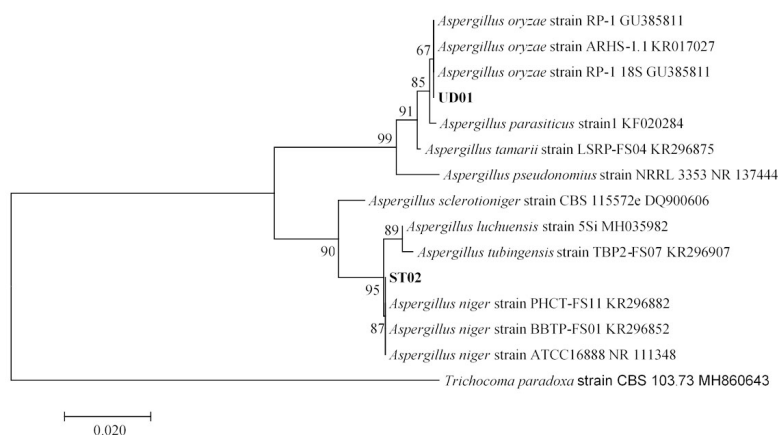 Aspergillus oryzae strain RP-1 GU385811
Aspergillus oryzae strain ARHS-1.1 KR017027
67
Aspergillus oryzae strain RP-1 18S GU385811
85
UD01
91
Aspergillus parasiticus strain1 KF020284
99
Aspergillus tamarii strain LSRP-FS04 KR296875
Aspergillus pseudonomius strain NRRL 3353 NR 137444
Aspergillus sclerotioniger strain CBS 115572e DQ900606
89
Aspergillus luchuensis strain 5Si MH035982
90
Aspergillus tubingensis strain TBP2-FS07 KR296907
ST02
95
Aspergillus niger strain PHCT-FS11 KR296882
87
Aspergillus niger strain BBTP-FS01 KR296852
Aspergillus niger strain ATCC16888 NR 111348
Trichocoma paradoxa strain CBS 103.73 MH860643
0.020